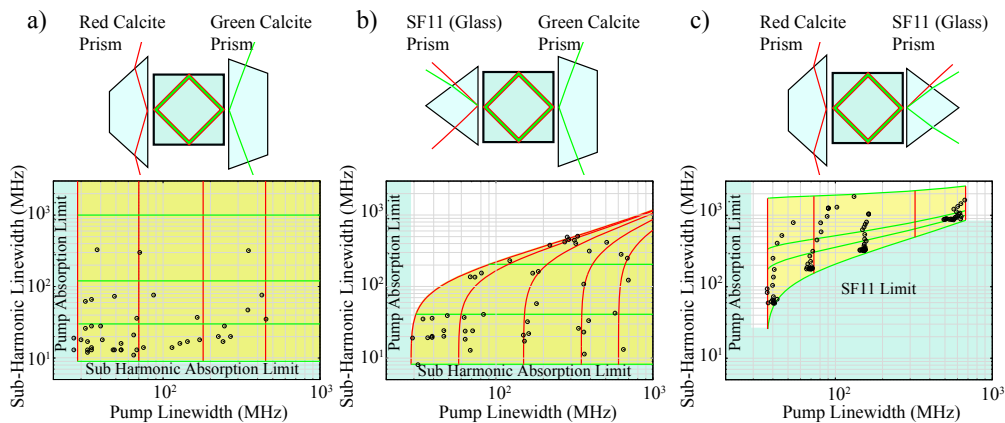 a)
Red Calcite
Prism
Green Calcite
Prism
Sub-Harmonic Linewidth (MHz)
10³
10²
10¹
Pump Absorption Limit
Sub Harmonic Absorption Limit
10²
10³
Pump Linewidth (MHz)
b)
SF11 (Glass)
Prism
Green Calcite
Prism
Sub-Harmonic Linewidth (MHz)
10³
10²
10¹
Pump Absorption Limit
Sub Harmonic Absorption Limit
10²
10³
Pump Linewidth (MHz)
c)
Red Calcite
Prism
SF11 (Glass)
Prism
Sub-Harmonic Linewidth (MHz)
10³
10²
10¹
Pump Absorption Limit
SF11 Limit
10²
10³
Pump Linewidth (MHz)